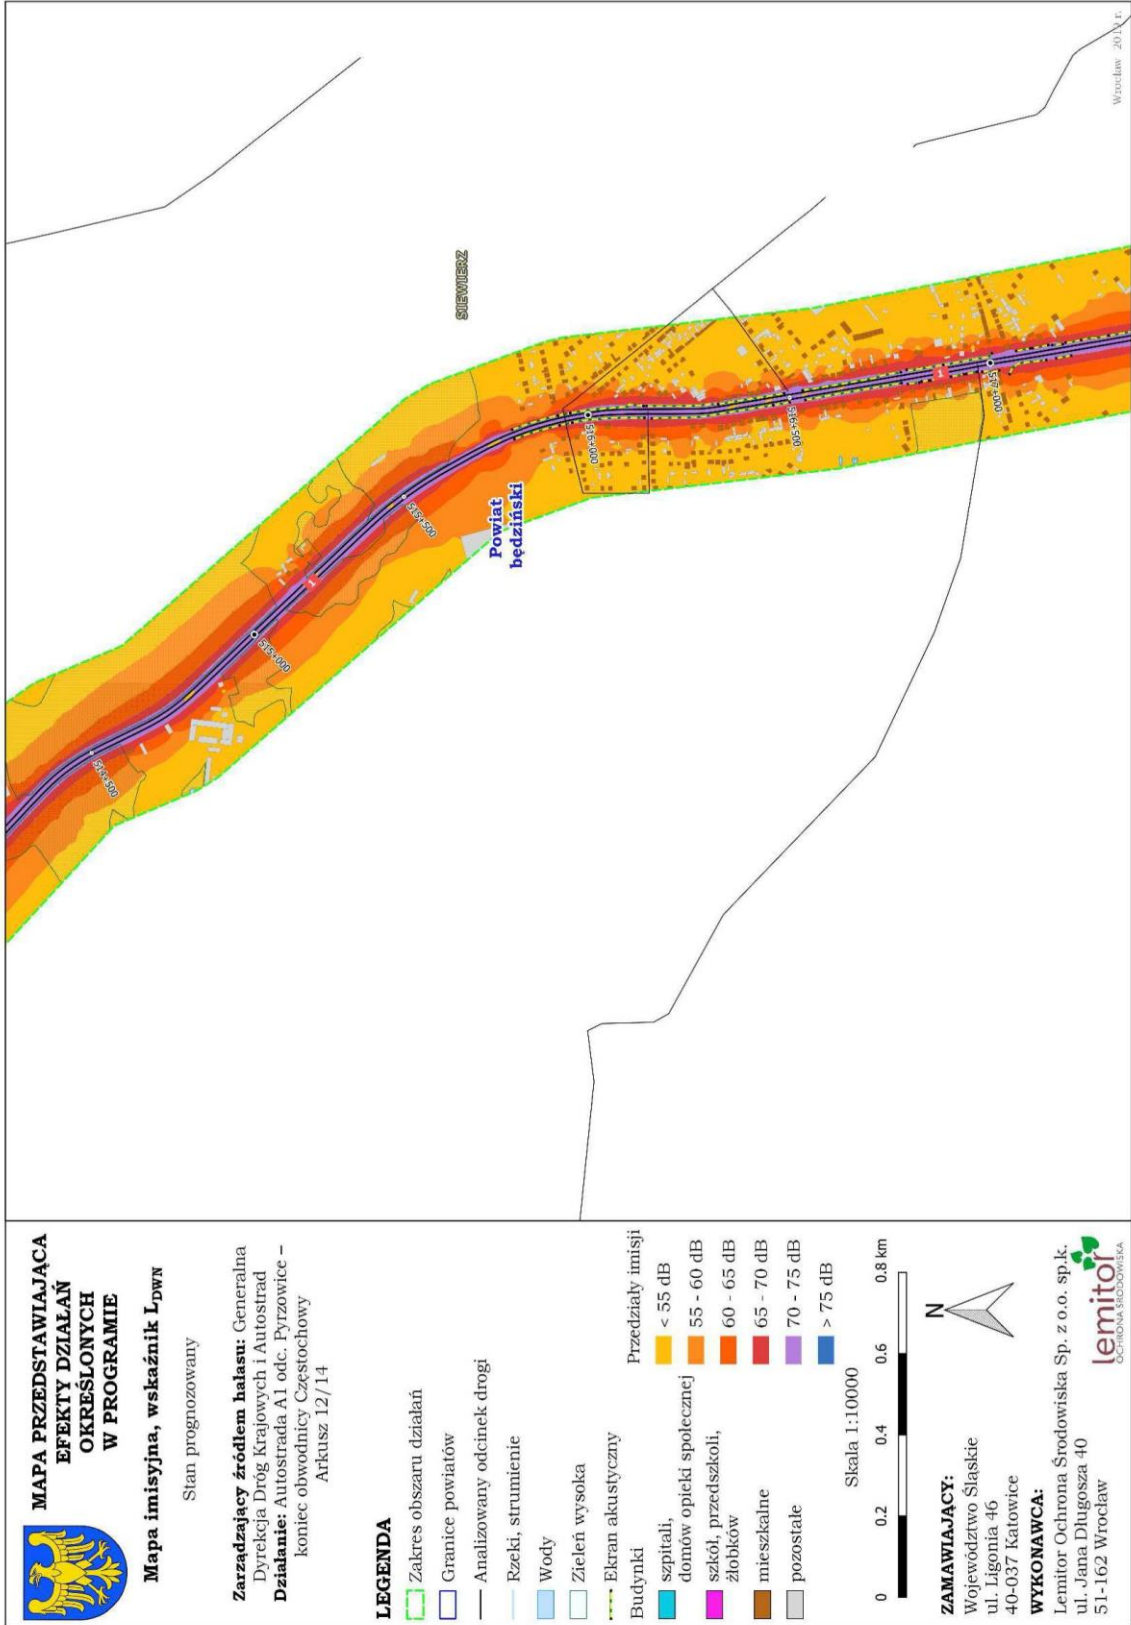 MAPA PRZEDSTAWIAJĄCA
EFEKTY DZIAŁAŃ
OKREŚLONYCH
W PROGRAMIE
Mapa imisyjna, wskaźnik LDWN
Stan prognozowany
Zarządzający źródłem hałasu: Generalna
Dyrekcja Dróg Krajowych i Autostrad
Działanie: Autostrada A1 odc. Pyrzowice –
koniec obwodnicy Częstochowy
Arkusz 12/14
LEGENDA
Zakres obszaru działań
Granice powiatów
Analizowany odcinek drogi
Rzeki, strumienie
Wody
Zieleń wysoka
Ekran akustyczny
Budynki
szpitali,
domów opieki społecznej
szkół, przedszkoli,
żłobków
mieszkalne
pozostałe
Przedziały imisji
< 55 dB
55 - 60 dB
60 - 65 dB
65 - 70 dB
70 - 75 dB
> 75 dB
Skala 1:10000
0
0.2
0.4
0.6
0.8 km
N
ZAMAWIAJĄCY:
Województwo Śląskie
ul. Ligonia 46
40-037 Katowice
WYKONAWCA:
Lemitor Ochrona Środowiska Sp. z o.o. sp.k.
ul. Jana Długosza 40
51-162 Wrocław
lemitor
OCHRONA ŚRODOWISKA
514+500
515+000
1
515+500
Powiat
będziński
SIEWIERZ
516+000
516+500
1
517+000
Wrocław 2019 r.